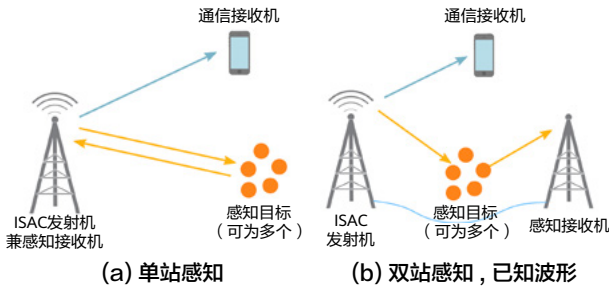 通信接收机
ISAC发射机
兼感知接收机
感知目标
（可为多个）
(a) 单站感知
通信接收机
ISAC
发射机
感知目标
（可为多个）
感知接收机
(b) 双站感知 , 已知波形